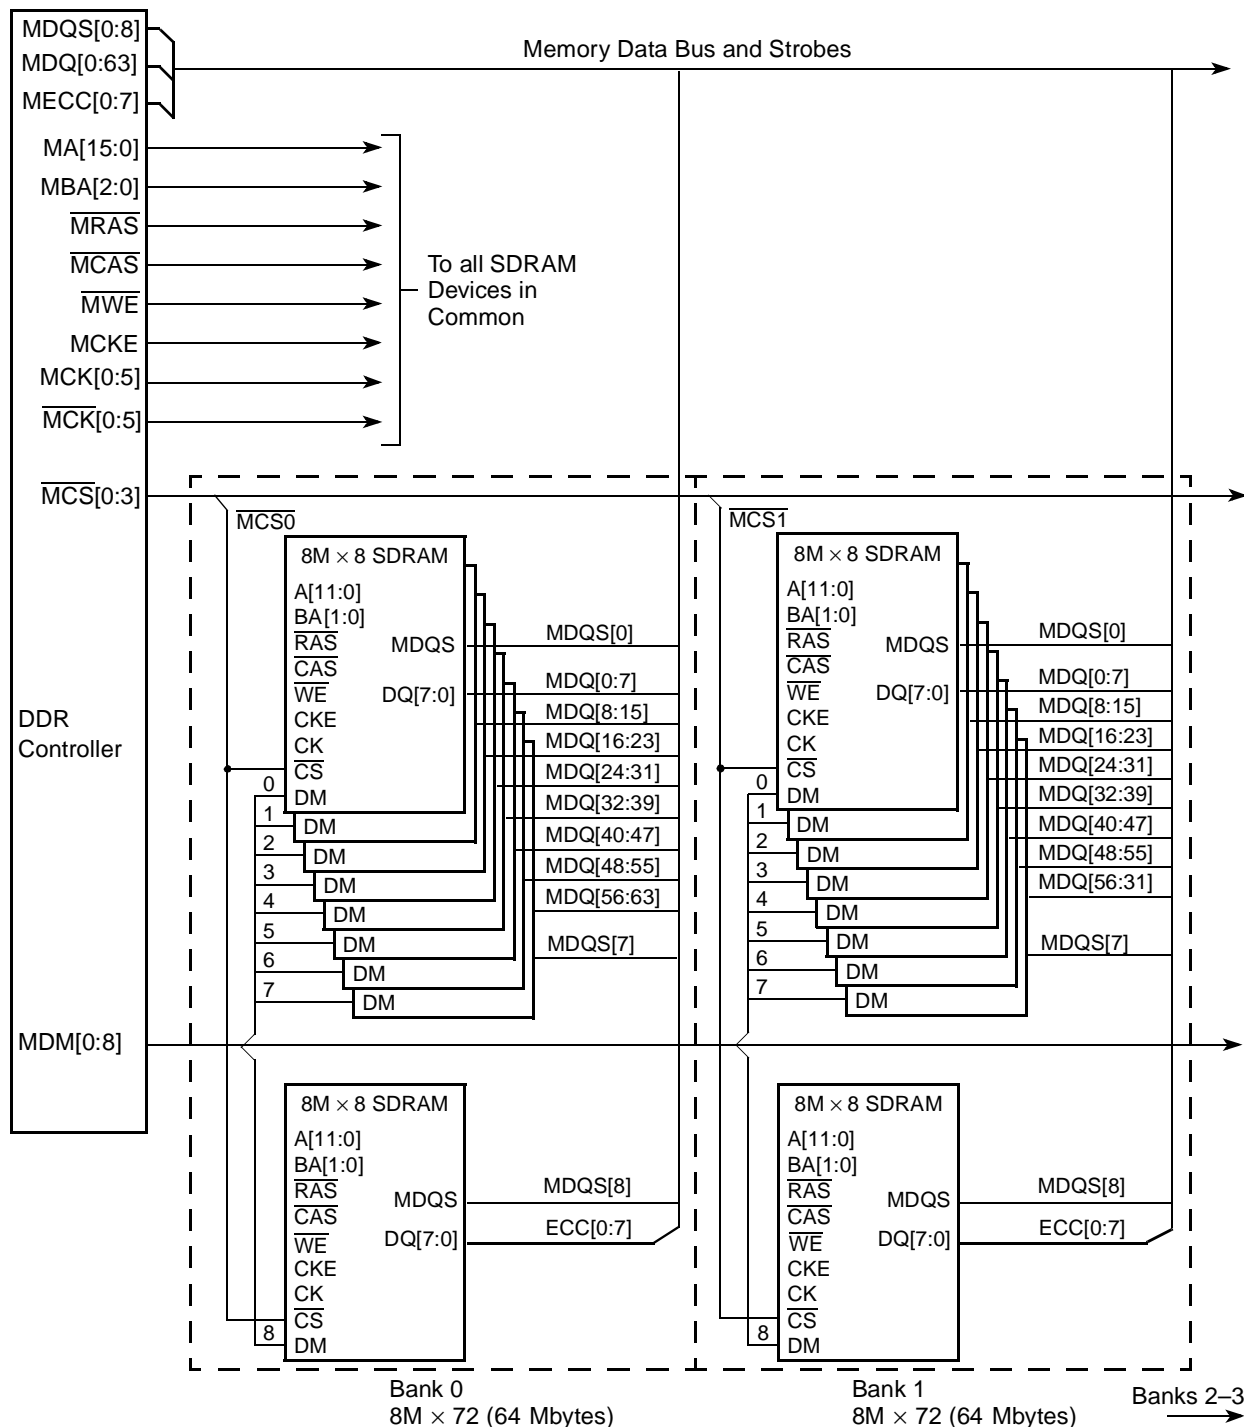 MDQS[0:8]
MDQ[0:63]
MECC[0:7]
Memory Data Bus and Strobes
MA[15:0]
MBA[2:0]
MRAS
MCAS
MWE
MCKE
MCK[0:5]
MCK[0:5]
To all SDRAM
Devices in
Common
MCS[0:3]
DDR
Controller
MDM[0:8]
MCS0
8M × 8 SDRAM
A[11:0]
BA[1:0]
RAS
CAS
WE
CKE
CK
CS
DM
MDQS
DQ[7:0]
0
1
2
3
4
5
6
7
DM
DM
DM
DM
DM
DM
DM
MDQS[0]
MDQ[0:7]
MDQ[8:15]
MDQ[16:23]
MDQ[24:31]
MDQ[32:39]
MDQ[40:47]
MDQ[48:55]
MDQ[56:63]
MDQS[7]
MCS1
8M × 8 SDRAM
A[11:0]
BA[1:0]
RAS
CAS
WE
CKE
CK
CS
DM
MDQS
DQ[7:0]
0
1
2
3
4
5
6
7
DM
DM
DM
DM
DM
DM
DM
MDQS[0]
MDQ[0:7]
MDQ[8:15]
MDQ[16:23]
MDQ[24:31]
MDQ[32:39]
MDQ[40:47]
MDQ[48:55]
MDQ[56:31]
MDQS[7]
8M × 8 SDRAM
A[11:0]
BA[1:0]
RAS
CAS
WE
CKE
CK
CS
DM
8
MDQS
DQ[7:0]
MDQS[8]
ECC[0:7]
8M × 8 SDRAM
A[11:0]
BA[1:0]
RAS
CAS
WE
CKE
CK
CS
DM
8
MDQS
DQ[7:0]
MDQS[8]
ECC[0:7]
Bank 0
8M × 72 (64 Mbytes)
Bank 1
8M × 72 (64 Mbytes)
Banks 2–3